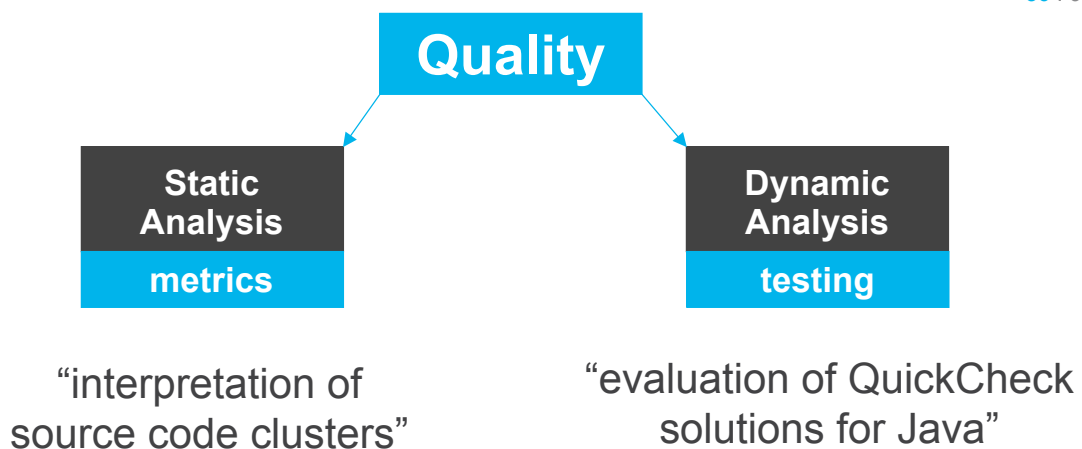 Quality
Static
Analysis
metrics
Dynamic
Analysis
testing
“interpretation of
source code clusters”
“evaluation of QuickCheck
solutions for Java”